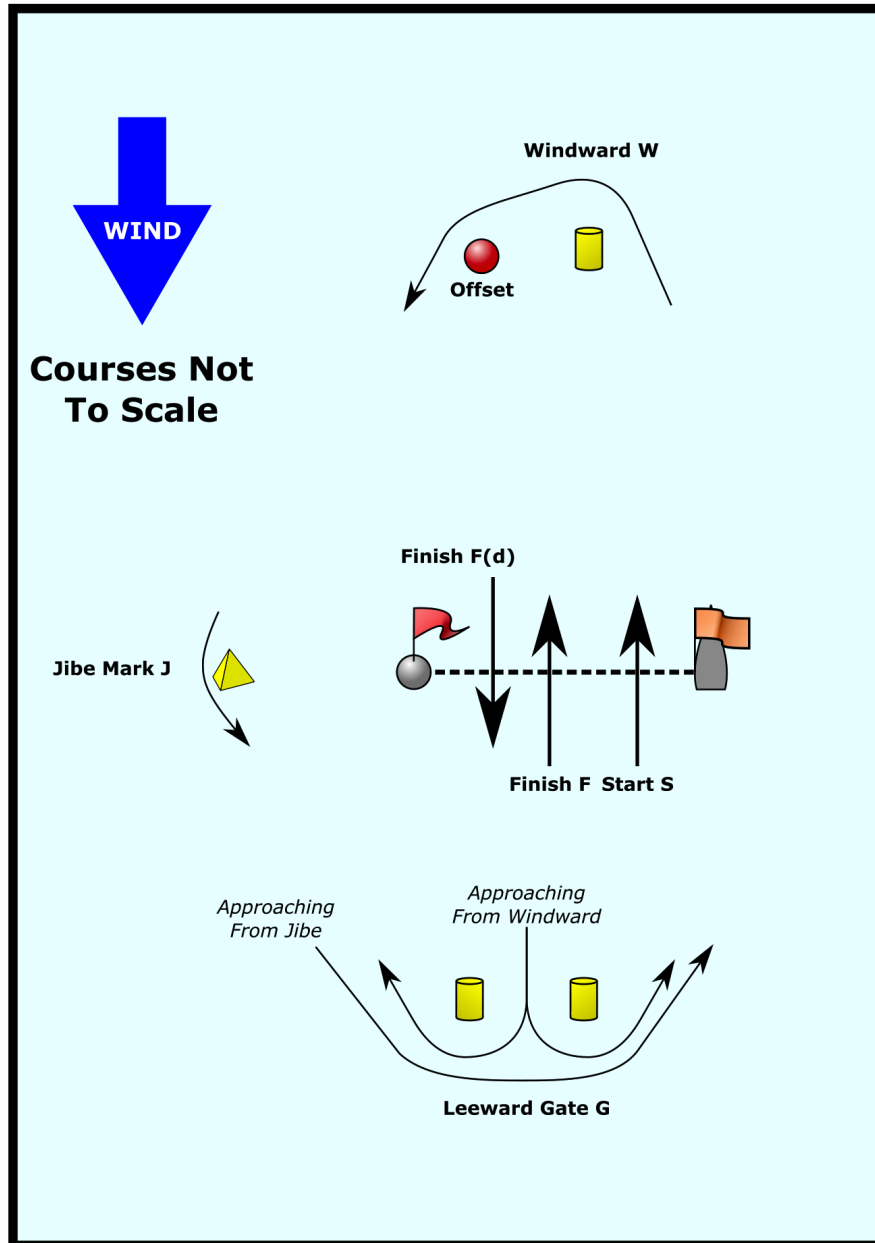 Windward W
WIND
Offset
Courses Not
To Scale
Finish F(d)
Jibe Mark J
Finish F
Start S
Approaching
From Jibe
Approaching
From Windward
Leeward Gate G